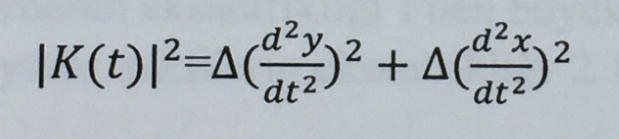 |K(t)|²=Δ(d²y/dt²)² + Δ(d²x/dt²)²